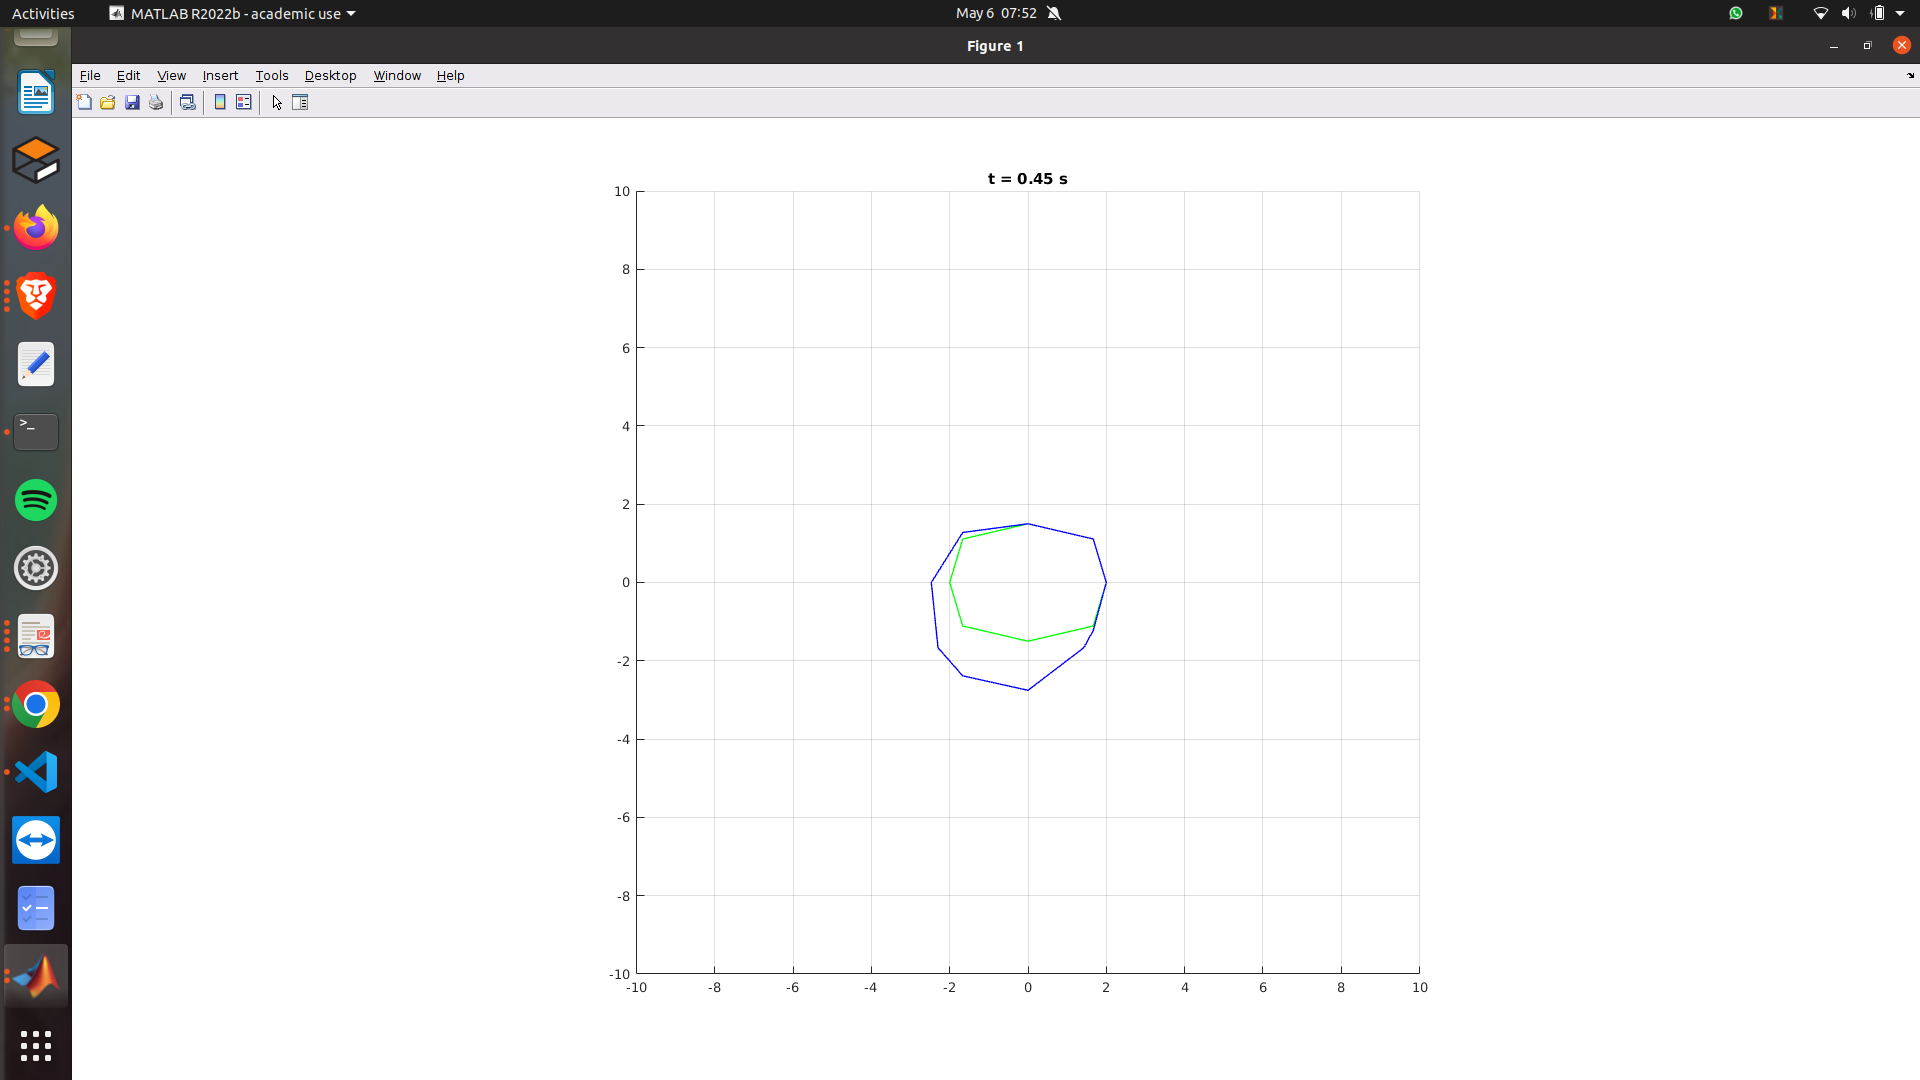 Activities MATLAB R2022b - academic use May 6 07:52
Figure 1
File Edit View Insert Tools Desktop Window Help
t = 0.45 s
10
8
6
4
2
0
-2
-4
-6
-8
-10
-10 -8 -6 -4 -2 0 2 4 6 8 10
>_